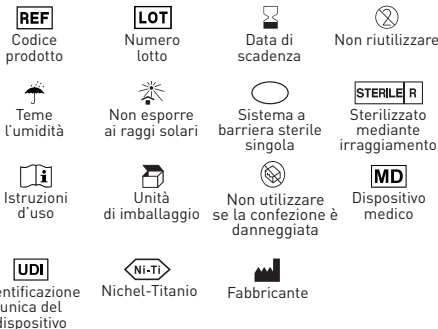 REF
LOT
Codice
prodotto
Numero
lotto
Data di
scadenza
Non riutilizzare
STERILE R
Teme
l'umidità
Non esporre
ai raggi solari
Sistema a
barriera sterile
singola
Sterilizzato
mediante
irraggiamento
i
MD
Istruzioni
d'uso
Unità
di imballaggio
Non utilizzare
se la confezione è
danneggiata
Dispositivo
medico
UDI
Ni-Ti
unica del
dispositivo
Nichel-Titanio
Fabbricante